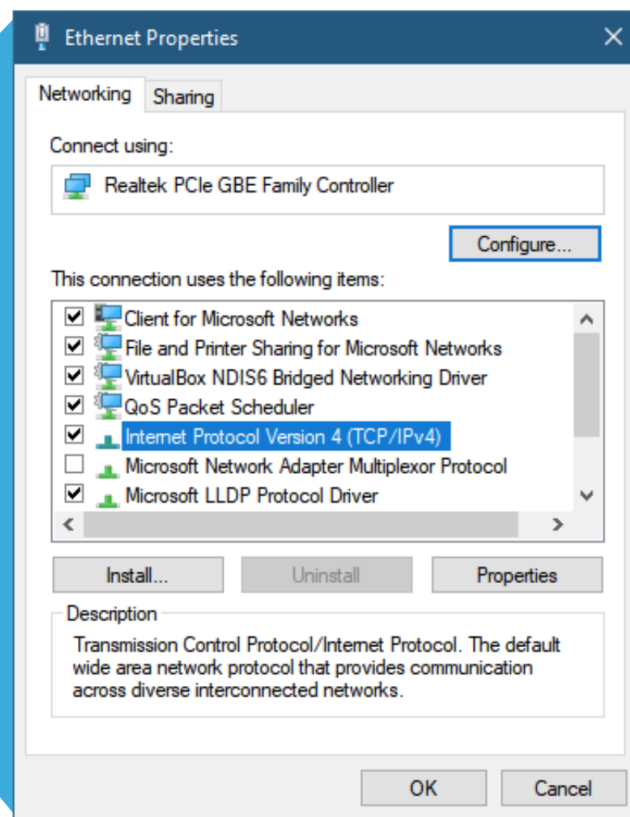 Ethernet Properties
Networking
Sharing
Connect using:
Realtek PCIe GBE Family Controller
Configure...
This connection uses the following items:
Client for Microsoft Networks
File and Printer Sharing for Microsoft Networks
VirtualBox NDIS6 Bridged Networking Driver
QoS Packet Scheduler
Internet Protocol Version 4 (TCP/IPv4)
Microsoft Network Adapter Multiplexor Protocol
Microsoft LLDP Protocol Driver
Install...
Uninstall
Properties
Description
Transmission Control Protocol/Internet Protocol. The default
wide area network protocol that provides communication
across diverse interconnected networks.
OK
Cancel